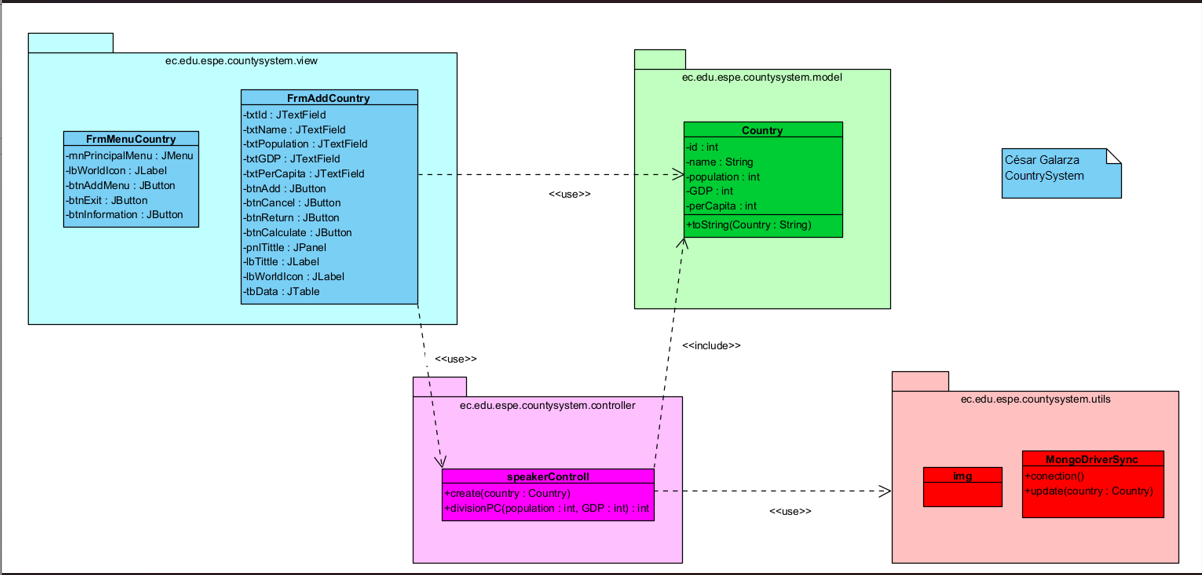 ec.edu.espe.countysystem.view
FrmMenuCountry
-mnPrincipalMenu : JMenu
-lbWorldIcon : JLabel
-btnAddMenu : JButton
-btnExit : JButton
-btnInformation : JButton
FrmAddCountry
-txtId : JTextField
-txtName : JTextField
-txtPopulation : JTextField
-txtGDP : JTextField
-txtPerCapita : JTextField
-btnAdd : JButton
-btnCancel : JButton
-btnReturn : JButton
-btnCalculate : JButton
-pnlTittle : JPanel
-lbTittle : JLabel
-lbWorldIcon : JLabel
-tbData : JTable
<<use>>
ec.edu.espe.countysystem.model
Country
-id : int
-name : String
-population : int
-GDP : int
-perCapita : int
+toString(Country : String)
César Galarza
CountrySystem
<<use>>
<<include>>
ec.edu.espe.countysystem.controller
speakerControll
+create(country : Country)
+divisionPC(population : int, GDP : int) : int
<<use>>
ec.edu.espe.countysystem.utils
img
MongoDriverSync
+conection()
+update(country : Country)